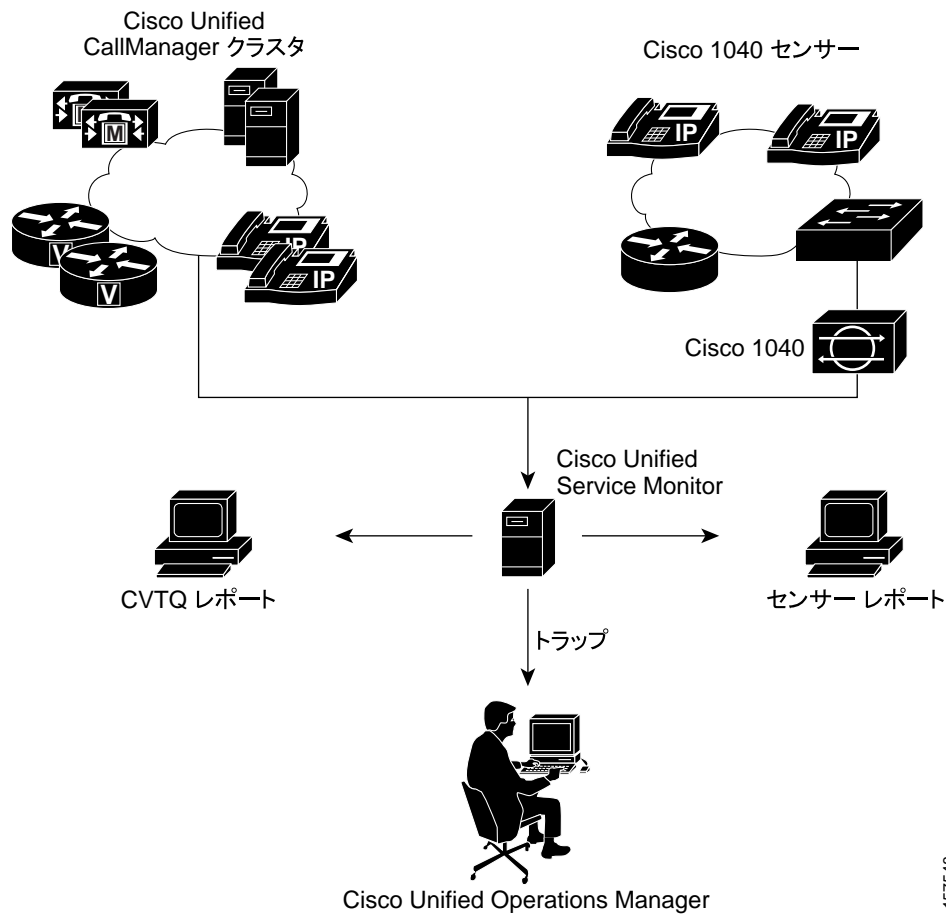 Cisco Unified
CallManager クラスタ
Cisco 1040 センサー
M
IP
IP
V
V
IP
IP
Cisco 1040
Cisco Unified
Service Monitor
CVTQ レポート
センサー レポート
トラップ
Cisco Unified Operations Manager